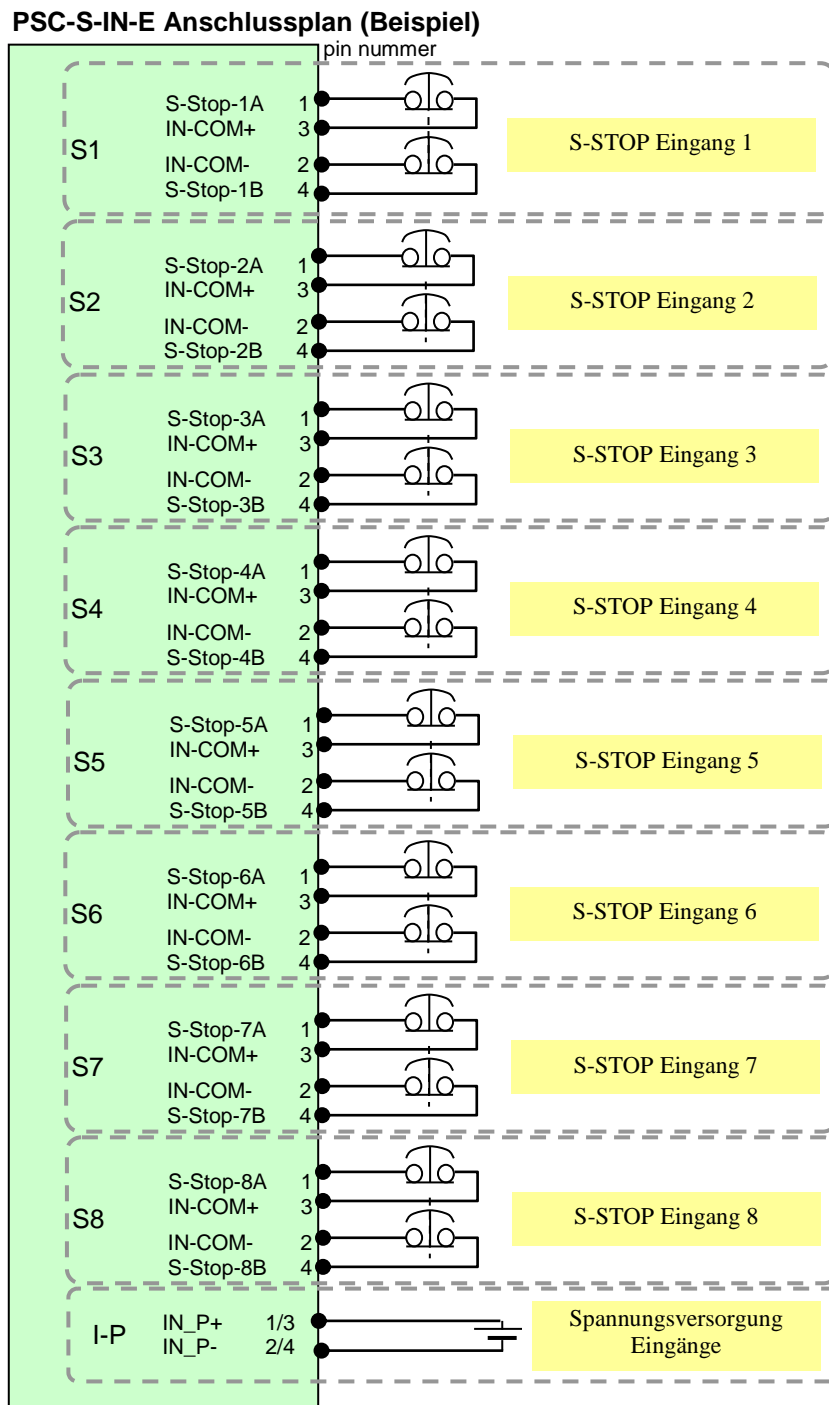 PSC-S-IN-E Anschlussplan (Beispiel)
pin nummer
S1
S-Stop-1A 1
IN-COM+ 3
IN-COM- 2
S-Stop-1B 4
S-STOP Eingang 1
S2
S-Stop-2A 1
IN-COM+ 3
IN-COM- 2
S-Stop-2B 4
S-STOP Eingang 2
S3
S-Stop-3A 1
IN-COM+ 3
IN-COM- 2
S-Stop-3B 4
S-STOP Eingang 3
S4
S-Stop-4A 1
IN-COM+ 3
IN-COM- 2
S-Stop-4B 4
S-STOP Eingang 4
S5
S-Stop-5A 1
IN-COM+ 3
IN-COM- 2
S-Stop-5B 4
S-STOP Eingang 5
S6
S-Stop-6A 1
IN-COM+ 3
IN-COM- 2
S-Stop-6B 4
S-STOP Eingang 6
S7
S-Stop-7A 1
IN-COM+ 3
IN-COM- 2
S-Stop-7B 4
S-STOP Eingang 7
S8
S-Stop-8A 1
IN-COM+ 3
IN-COM- 2
S-Stop-8B 4
S-STOP Eingang 8
I-P
IN_P+ 1/3
IN_P- 2/4
Spannungsversorgung
Eingänge